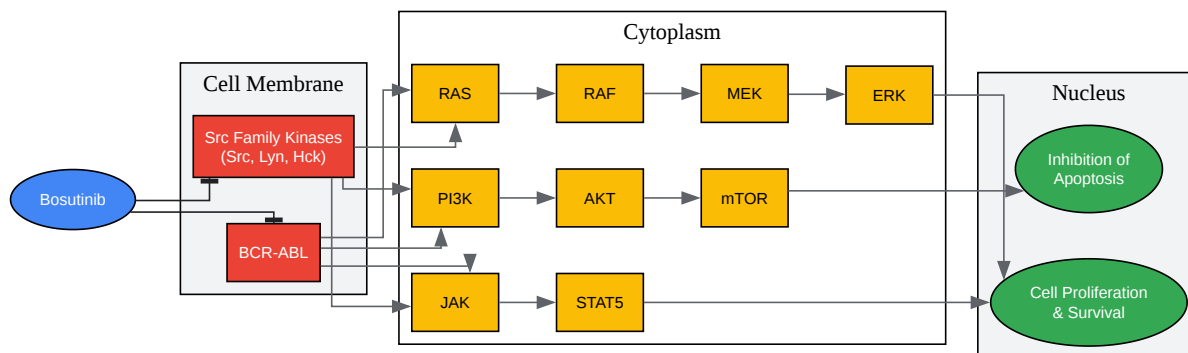 Cytoplasm
Cell Membrane
Nucleus
Src Family Kinases
(Src, Lyn, Hck)
RAS
RAF
MEK
ERK
Bosutinib
PI3K
AKT
mTOR
Inhibition of
Apoptosis
BCR-ABL
JAK
STAT5
Cell Proliferation
& Survival